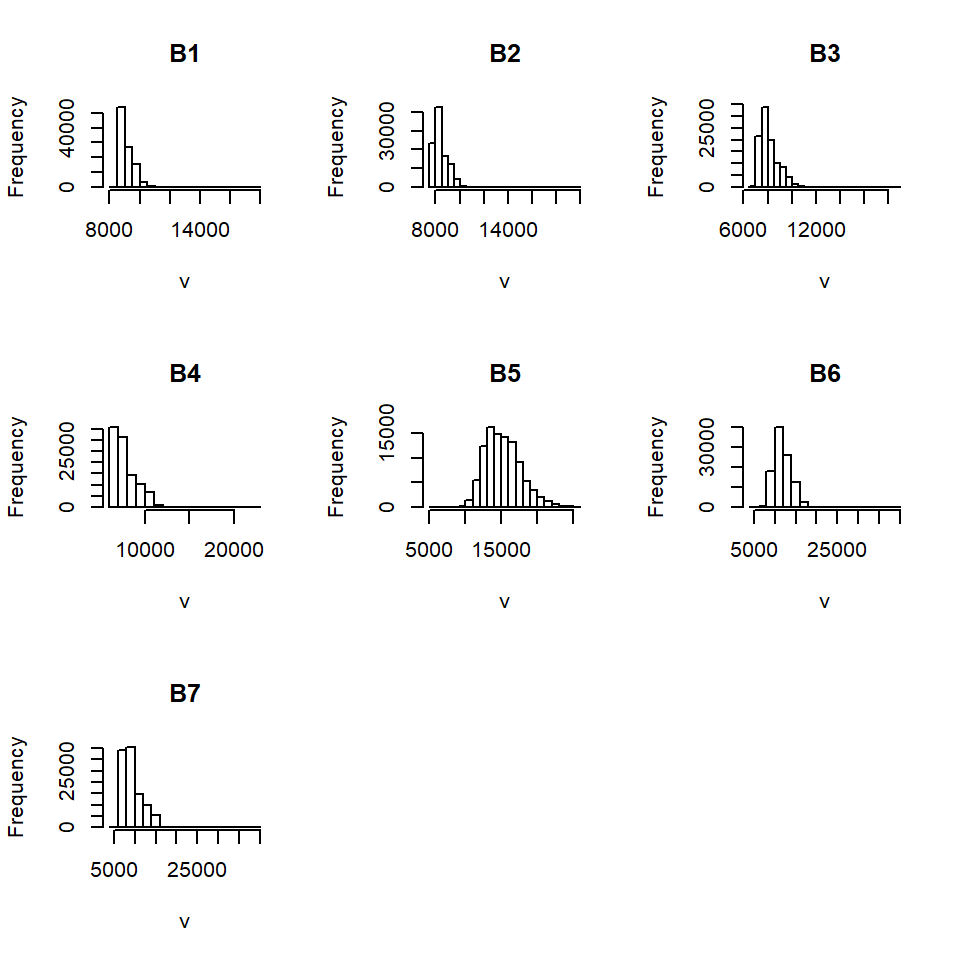 B1
Frequency
0 40000
8000 14000
v
B2
Frequency
0 30000
8000 14000
v
B3
Frequency
0 25000
6000 12000
v
B4
Frequency
0 25000
10000 20000
v
B5
Frequency
0 15000
5000 15000
v
B6
Frequency
0 30000
5000 25000
v
B7
Frequency
0 25000
5000 25000
v